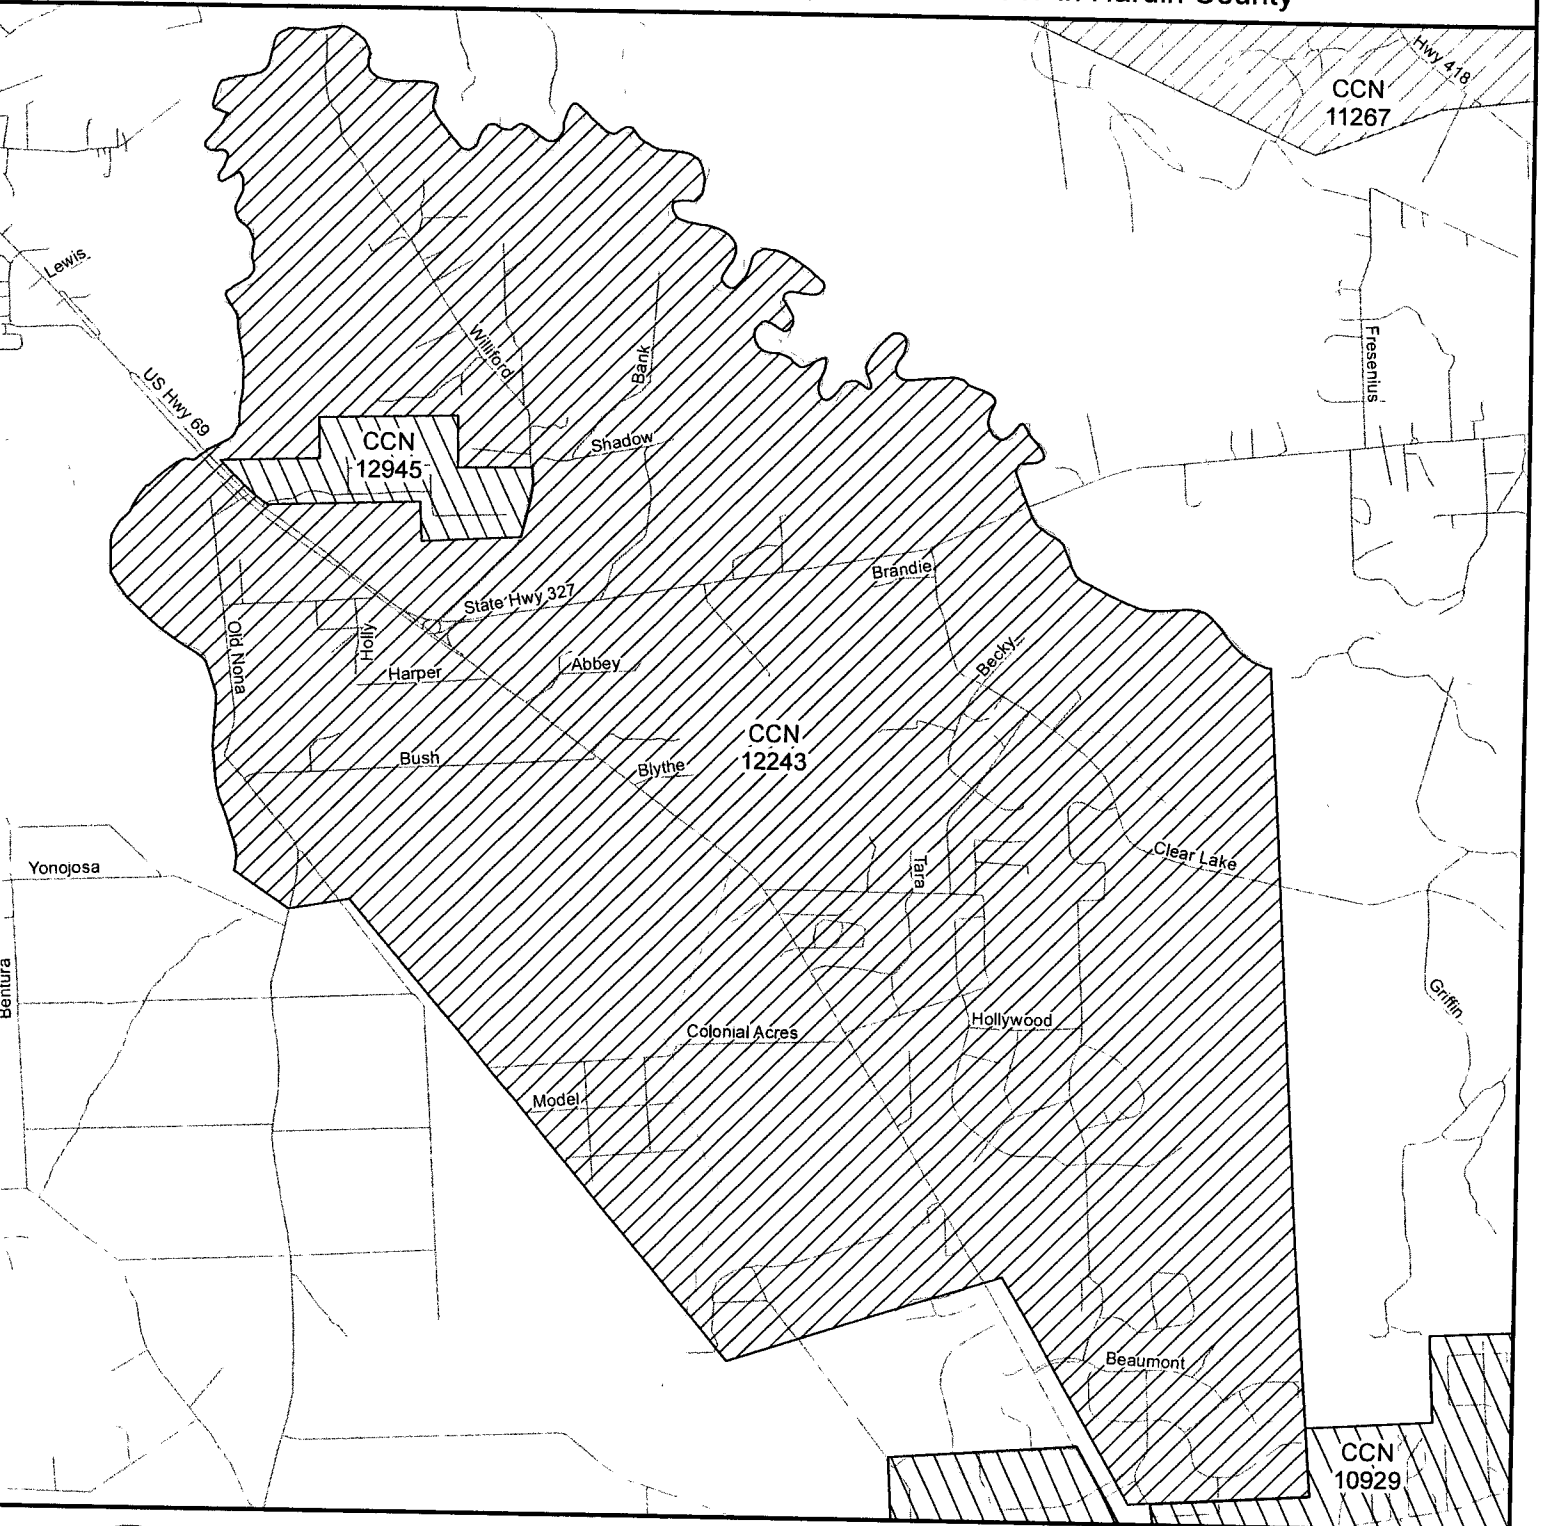 Hardin County
Hwy 418
CCN
11267
Lewis
US Hwy 69
Williford
Bank
Fresenius
Shadow
CCN
12945
State Hwy 327
Brandie
Old Nona
Holly
Harper
Abbey
Becky
CCN
12243
Bush
Blythe
Yonojosa
Tara
Clear Lake
Bentura
Griffin
Colonial Acres
Hollywood
Model
Beaumont
CCN
10929